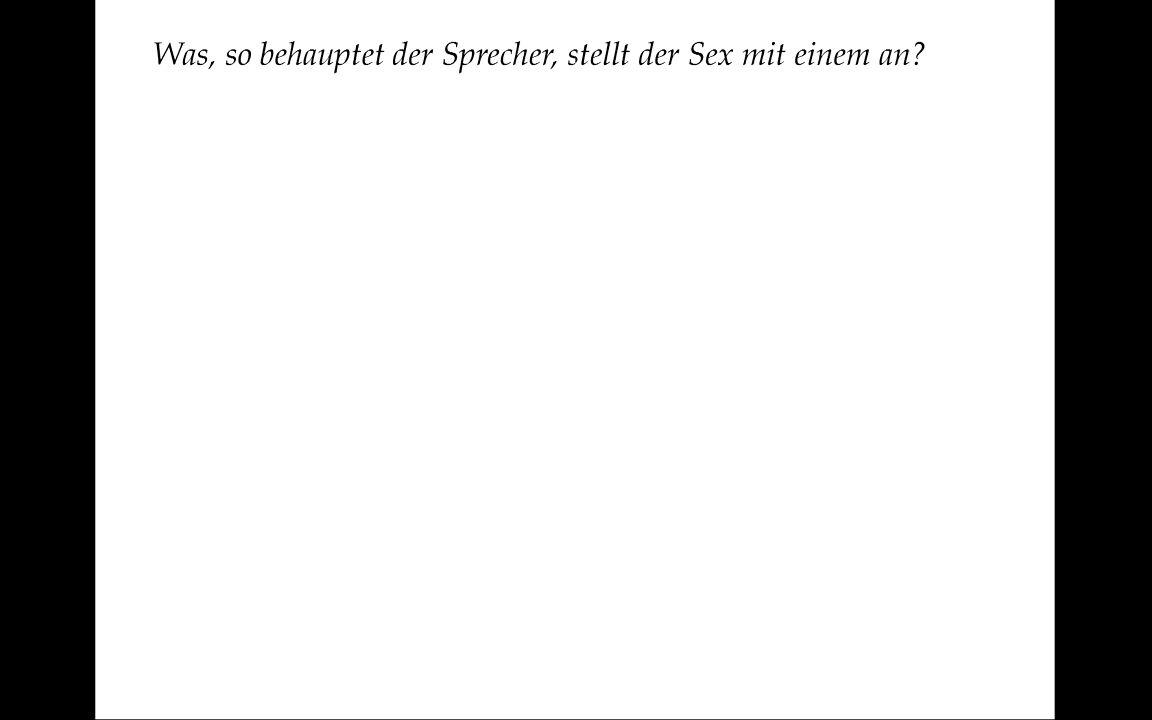 Was, so behauptet der Sprecher, stellt der Sex mit einem an?